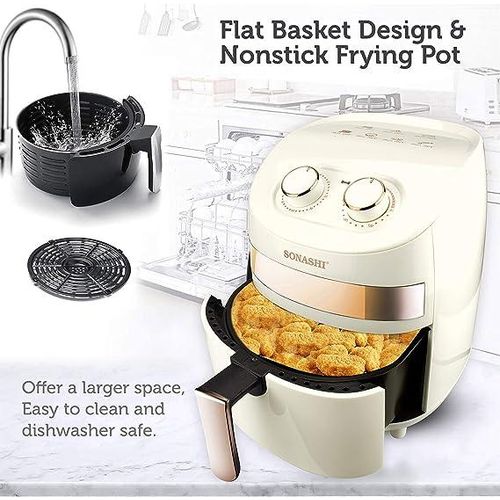 Flat Basket Design &
Nonstick Frying Pot
SONASHI
Offer a larger space,
Easy to clean and
dishwasher safe.